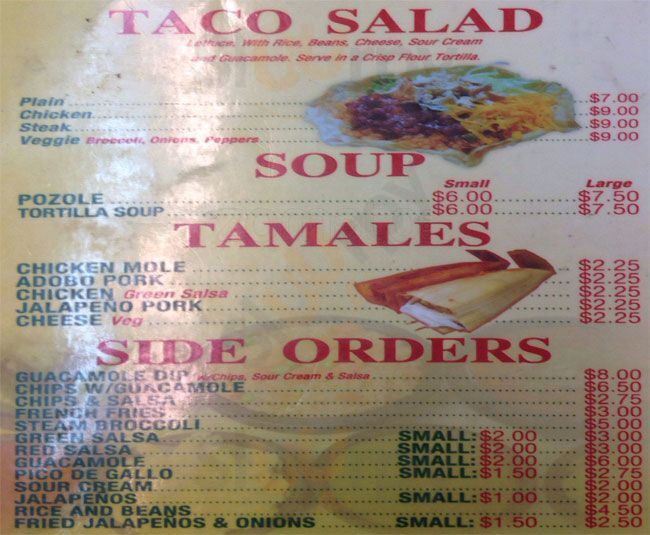 TACO SALAD
Lettuce. With Rice, Beans, Cheese, Sour Cream
and Guacamole. Serve in a Crisp Flour Tortilla.
Plain $7.00
Chicken $9.00
Steak $9.00
Veggie Broccoli, Onions, Peppers $9.00
SOUP
Small Large
POZOLE $6.00 $7.50
TORTILLA SOUP $6.00 $7.50
TAMALES
CHICKEN MOLE $2.25
ADOBO PORK $2.25
CHICKEN Green Salsa $2.25
JALAPEÑO PORK $2.25
CHEESE Veg $2.25
SIDE ORDERS
GUACAMOLE DIP w/Chips, Sour Cream & Salsa $8.00
CHIPS W/GUACAMOLE $6.50
CHIPS & SALSA $2.75
FRENCH FRIES $3.00
STEAM BROCCOLI $5.00
GREEN SALSA SMALL: $2.00 $3.00
RED SALSA SMALL: $2.00 $3.00
GUACAMOLE SMALL: $2.00 $6.00
PICO DE GALLO SMALL: $1.50 $2.75
SOUR CREAM $2.00
JALAPEÑOS SMALL: $1.00 $2.00
RICE AND BEANS $4.50
FRIED JALAPEÑOS & ONIONS SMALL: $1.50 $2.50